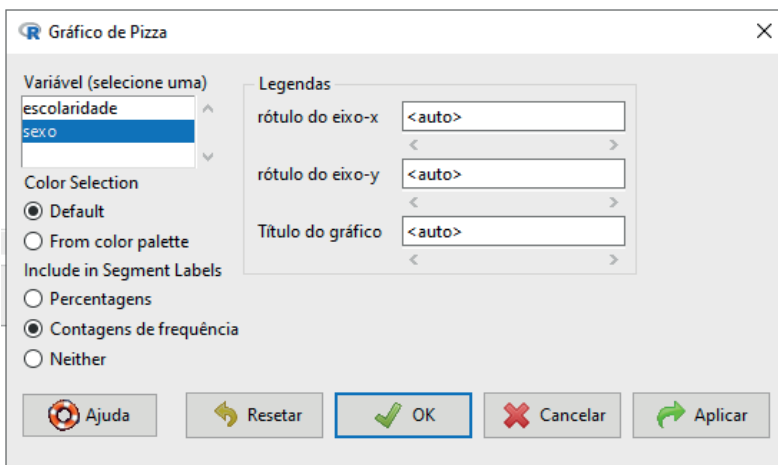 Gráfico de Pizza
Variável (selecione uma)
escolaridade
sexo
Color Selection
Default
From color palette
Include in Segment Labels
Percentagens
Contagens de frequência
Neither
Legendas
rótulo do eixo-x <auto>
rótulo do eixo-y <auto>
Título do gráfico <auto>
Ajuda Resetar OK Cancelar Aplicar